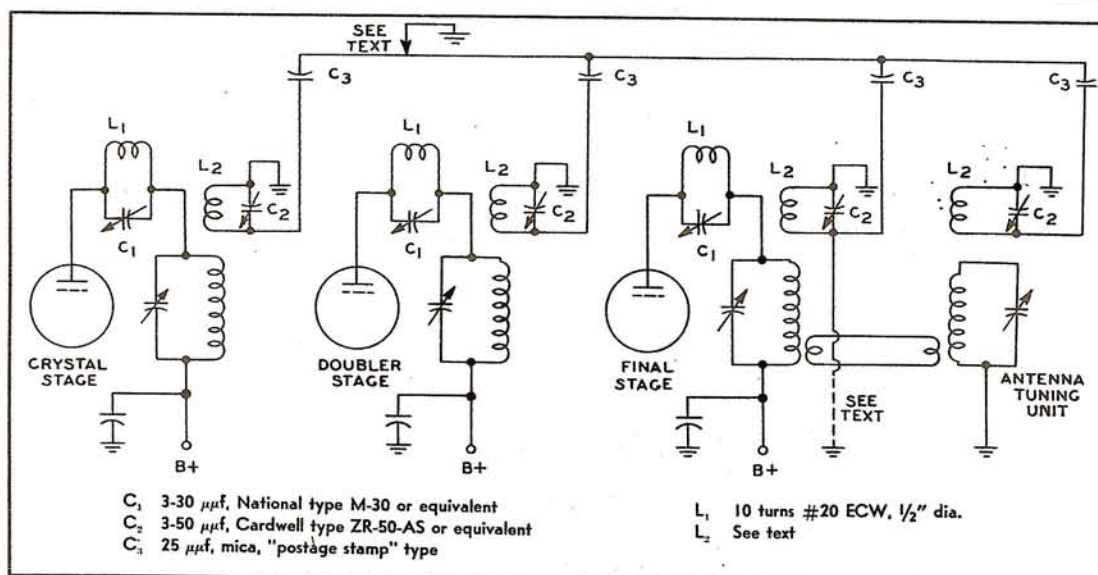 SEE
TEXT
C₃
C₃
C₃
C₃
L₁
L₁
L₁
L₂
L₂
L₂
L₂
C₂
C₂
C₂
C₂
C₁
C₁
C₁
CRYSTAL
STAGE
DOUBLER
STAGE
FINAL
STAGE
SEE
TEXT
ANTENNA
TUNING
UNIT
B+
B+
B+
C₁ 3-30 μμf, National type M-30 or equivalent
C₂ 3-50 μμf, Cardwell type ZR-50-AS or equivalent
C₃ 25 μμf, mica, "postage stamp" type
L₁ 10 turns #20 ECW, 1/2" dia.
L₂ See text